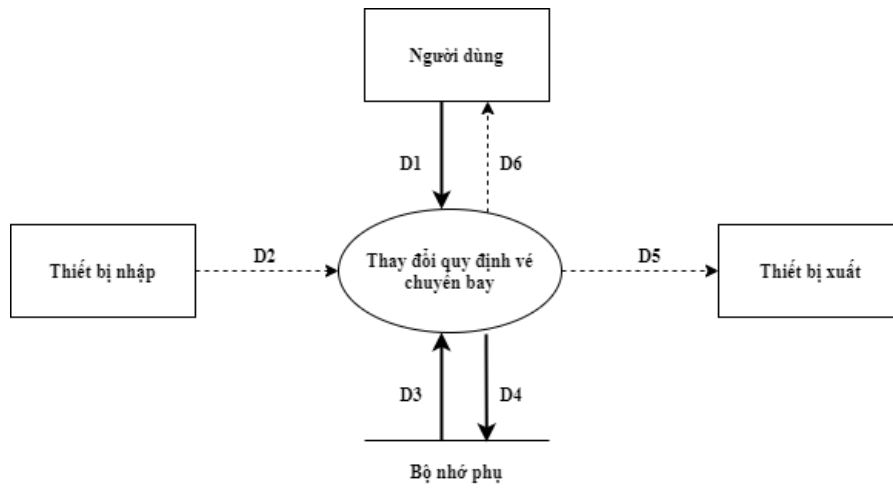 Người dùng
D1
D6
Thiết bị nhập
D2
Thay đổi quy định vé
chuyến bay
D5
Thiết bị xuất
D3
D4
Bộ nhớ phụ